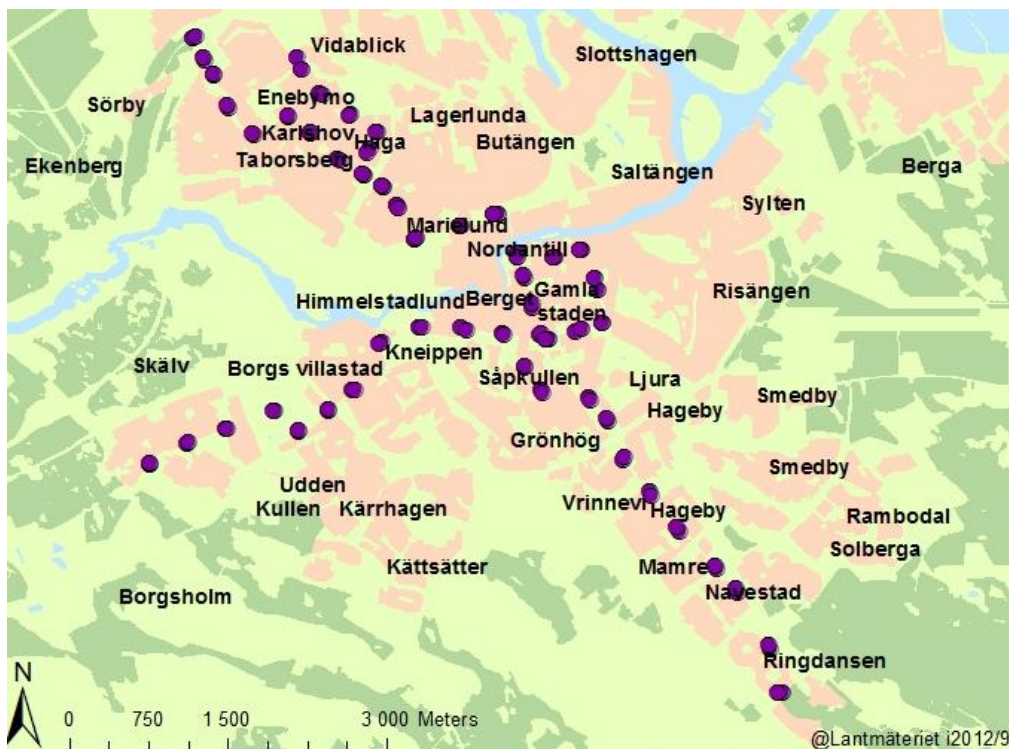 Vidablick
Slottshagen
Sörby
Enebymo
Lagerlunda
Karlshov
Haga
Butängen
Ekenberg
Taborsberg
Saltängen
Berga
Sylten
Marielund
Nordantill
Himmelstadlund
Berget
Gamla
staden
Risängen
Skälv
Borgs villastad
Kneippen
Såpkullen
Ljura
Smedby
Hageby
Grönhög
Smedby
Udden
Kullen
Kärrhagen
Vrinnevi
Hageby
Rambodal
Solberga
Kättsätter
Mamre
Borgsholm
Navestad
Ringdansen
N
0 750 1 500 3 000 Meters
@Lantmäteriet i2012/9